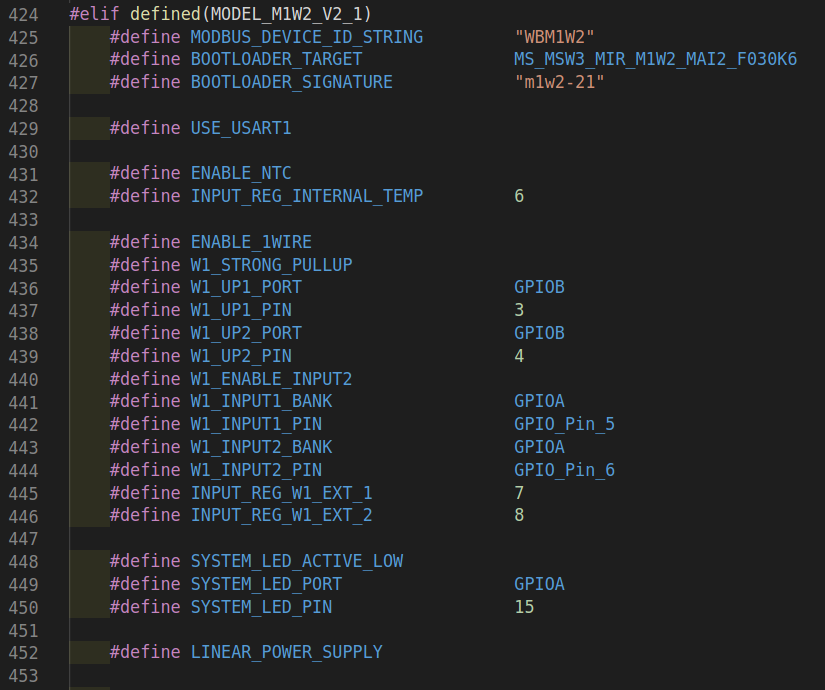 424 #elif defined(MODEL_M1W2_V2_1)
425 #define MODBUS_DEVICE_ID_STRING "WBM1W2"
426 #define BOOTLOADER_TARGET MS_MSW3_MIR_M1W2_MAI2_F030K6
427 #define BOOTLOADER_SIGNATURE "m1w2-21"
428
429 #define USE_USART1
430
431 #define ENABLE_NTC
432 #define INPUT_REG_INTERNAL_TEMP 6
433
434 #define ENABLE_1WIRE
435 #define W1_STRONG_PULLUP
436 #define W1_UP1_PORT GPIOB
437 #define W1_UP1_PIN 3
438 #define W1_UP2_PORT GPIOB
439 #define W1_UP2_PIN 4
440 #define W1_ENABLE_INPUT2
441 #define W1_INPUT1_BANK GPIOA
442 #define W1_INPUT1_PIN GPIO_Pin_5
443 #define W1_INPUT2_BANK GPIOA
444 #define W1_INPUT2_PIN GPIO_Pin_6
445 #define INPUT_REG_W1_EXT_1 7
446 #define INPUT_REG_W1_EXT_2 8
447
448 #define SYSTEM_LED_ACTIVE_LOW
449 #define SYSTEM_LED_PORT GPIOA
450 #define SYSTEM_LED_PIN 15
451
452 #define LINEAR_POWER_SUPPLY
453